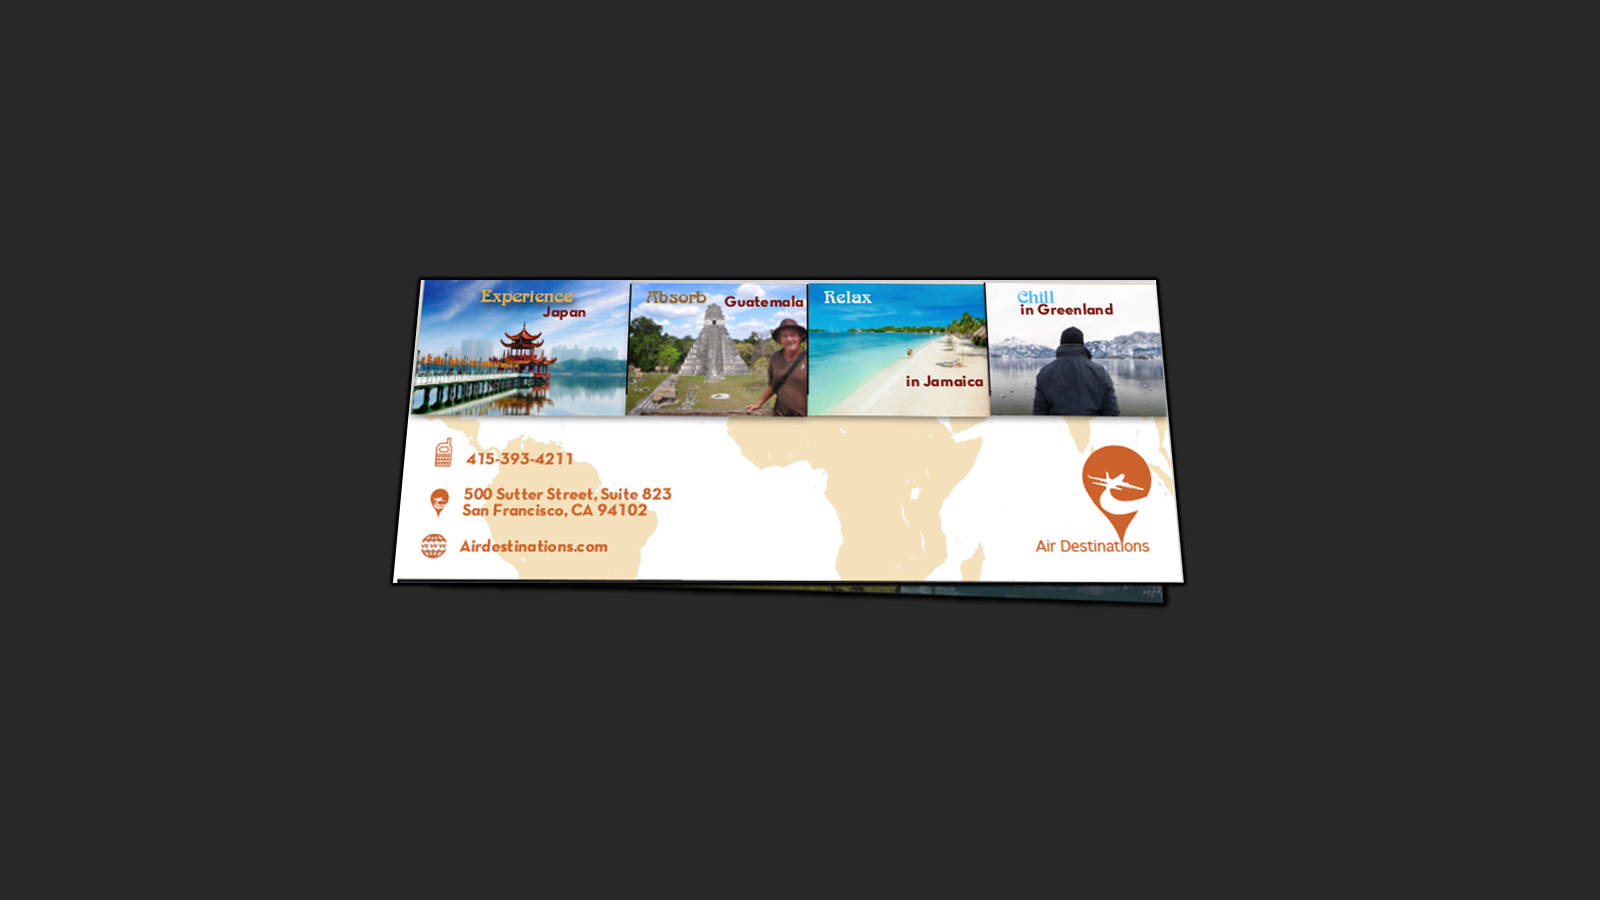 Experience
Japan
Absorb
Guatemala
Relax
in Jamaica
Chill
in Greenland
415-393-4211
500 Sutter Street, Suite 823
San Francisco, CA 94102
www
Airdestinations.com
Air Destinations